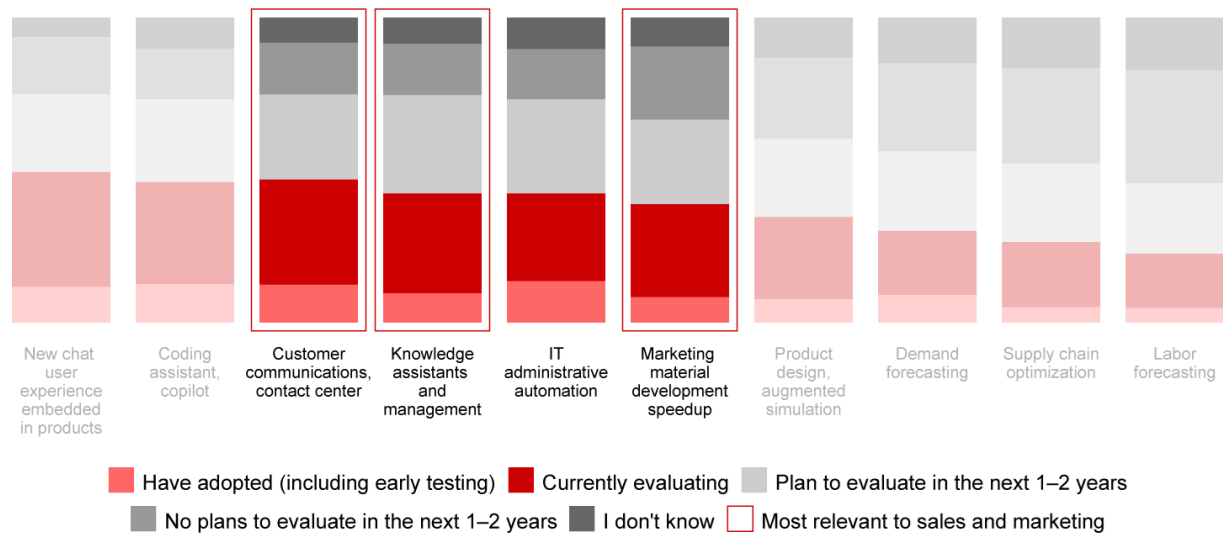 New chat
user
experience
embedded
in products
Coding
assistant,
copilot
Customer
communications,
contact center
Knowledge
assistants
and
management
IT
administrative
automation
Marketing
material
development
speedup
Product
design,
augmented
simulation
Demand
forecasting
Supply chain
optimization
Labor
forecasting
Have adopted (including early testing)
Currently evaluating
Plan to evaluate in the next 1–2 years
No plans to evaluate in the next 1–2 years
I don't know
Most relevant to sales and marketing